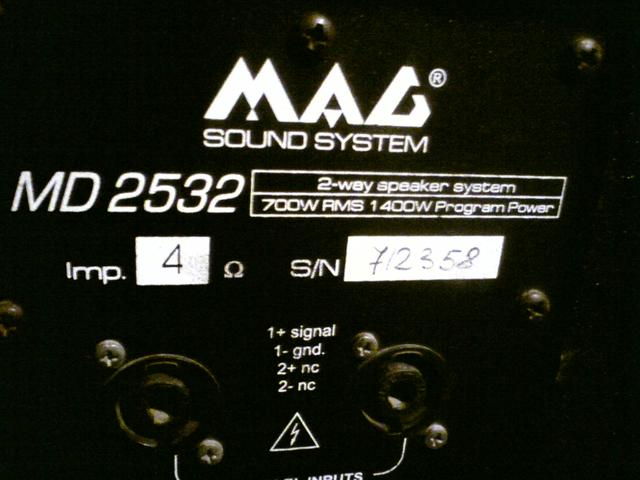 MAG®
SOUND SYSTEM
MD 2532
2-way speaker system
700W RMS 1400W Program Power
Imp. 4 Ω
S/N 712358
1+ signal
1- gnd.
2+ nc
2- nc
INPUTS